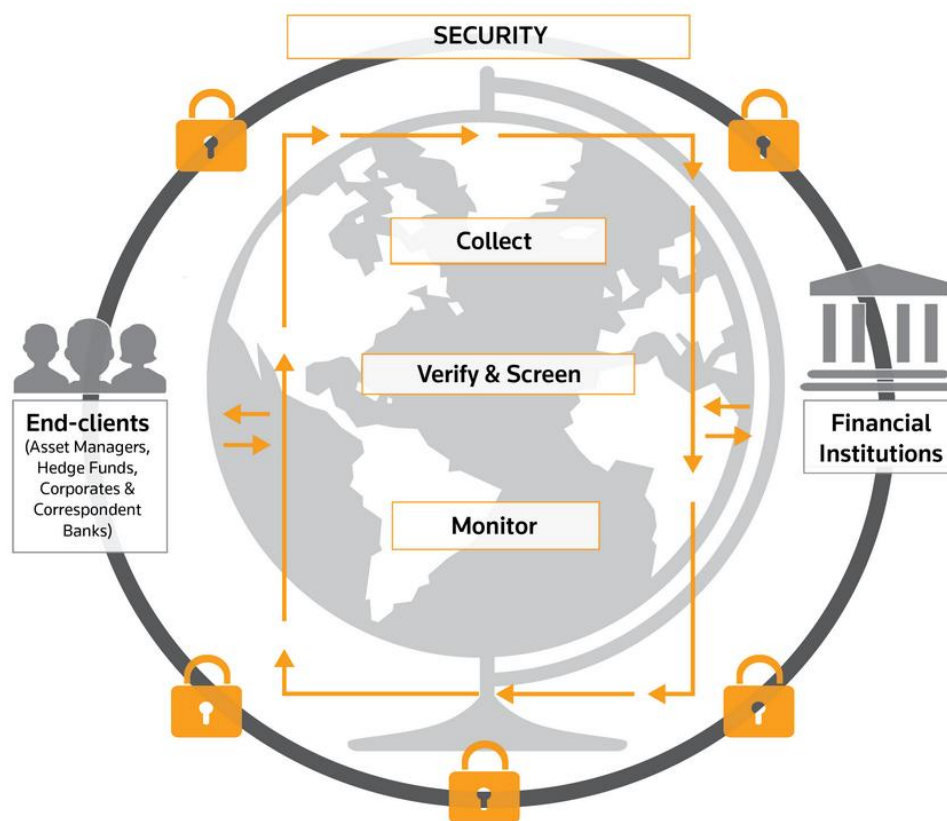 SECURITY
Collect
Verify & Screen
End-clients
(Asset Managers,
Hedge Funds,
Corporates &
Correspondent
Banks)
Financial
Institutions
Monitor